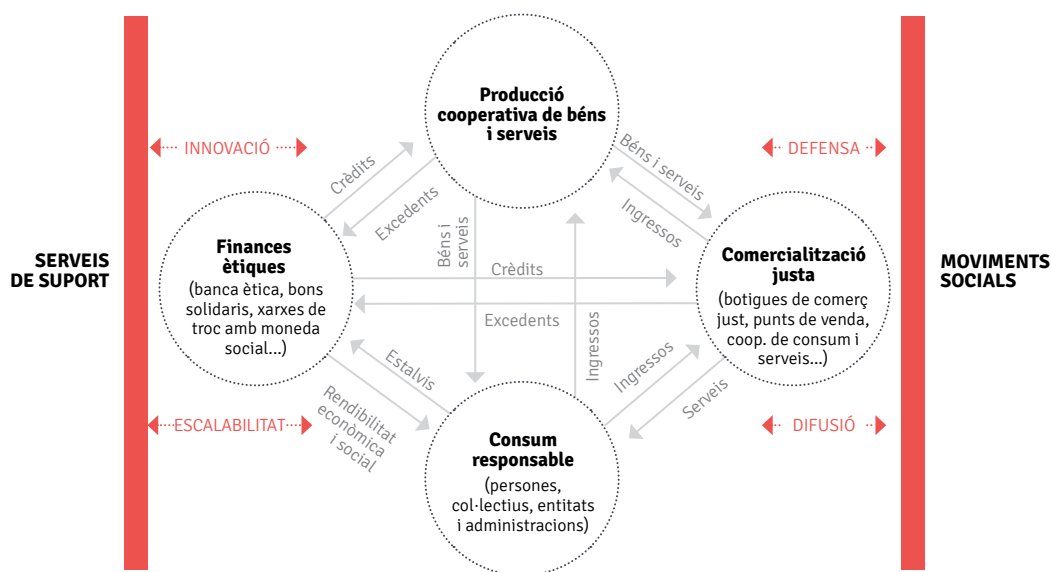 Producció
cooperativa de béns
i serveis
INNOVACIÓ
DEFENSA
Crèdits
Excedents
Béns i serveis
Ingressos
Béns i
serveis
SERVEIS
DE SUPORT
Finances
ètiques
(banca ètica, bons
solidaris, xarxes de
troc amb moneda
social...)
Crèdits
Excedents
Comercialització
justa
(botigues de comerç
just, punts de venda,
coop. de consum i
serveis...)
MOVIMENTS
SOCIALS
Ingressos
Estalvis
Rendibilitat
econòmica
i social
Ingressos
Serveis
ESCALABILITAT
DIFUSIÓ
Consum
responsable
(persones,
col·lectius, entitats
i administracions)